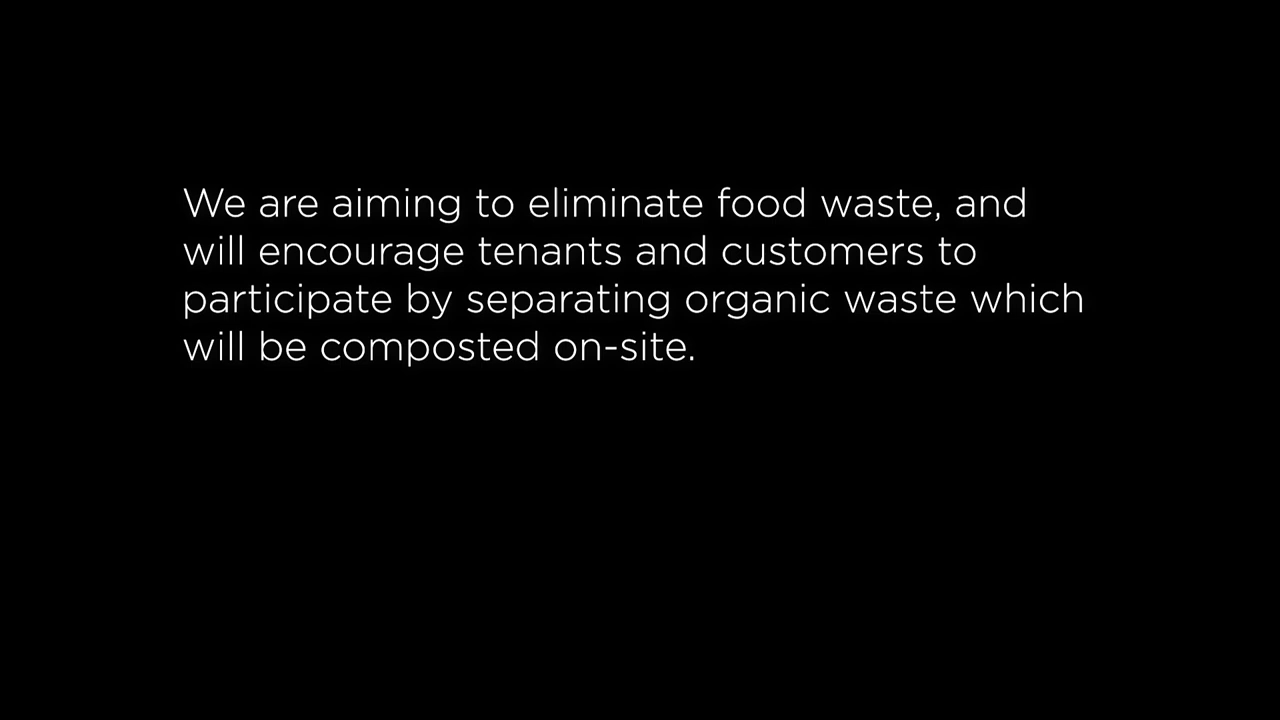 We are aiming to eliminate food waste, and
will encourage tenants and customers to
participate by separating organic waste which
will be composted on-site.